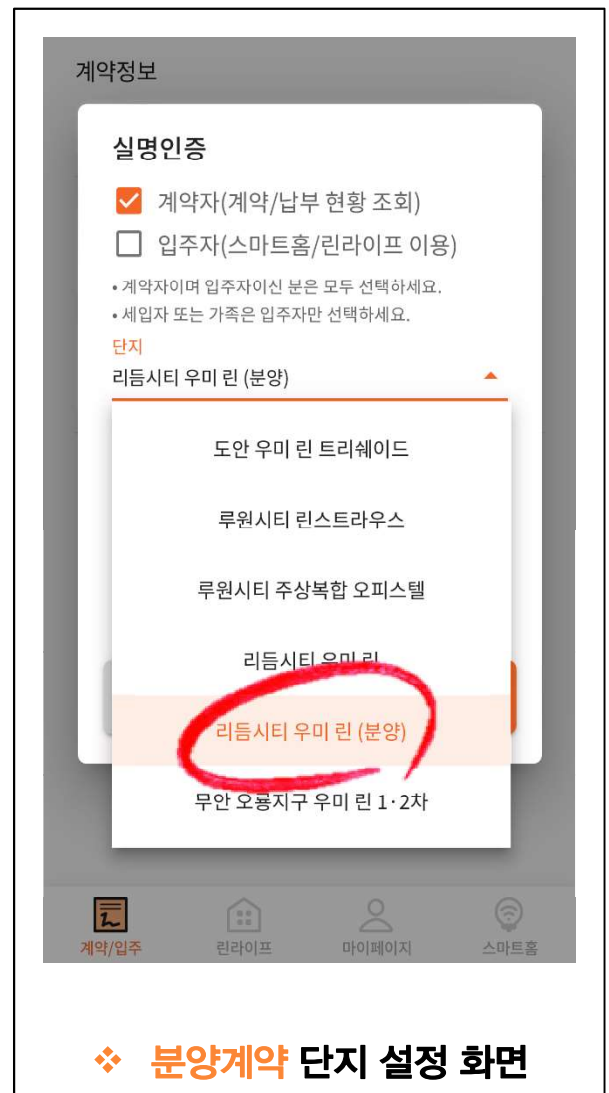 계약정보
실명인증
계약자(계약/납부 현황 조회)
입주자(스마트홈/린라이프 이용)
• 계약자이며 입주자이신 분은 모두 선택하세요.
• 세입자 또는 가족은 입주자만 선택하세요.
단지
리듬시티 우미 린 (분양)
도안 우미 린 트리쉐이드
루원시티 린스트라우스
루원시티 주상복합 오피스텔
리듬시티 우미 린
리듬시티 우미 린 (분양)
무안 오룡지구 우미 린 1·2차
계약/입주
린라이프
마이페이지
스마트홈
❖ 분양계약 단지 설정 화면